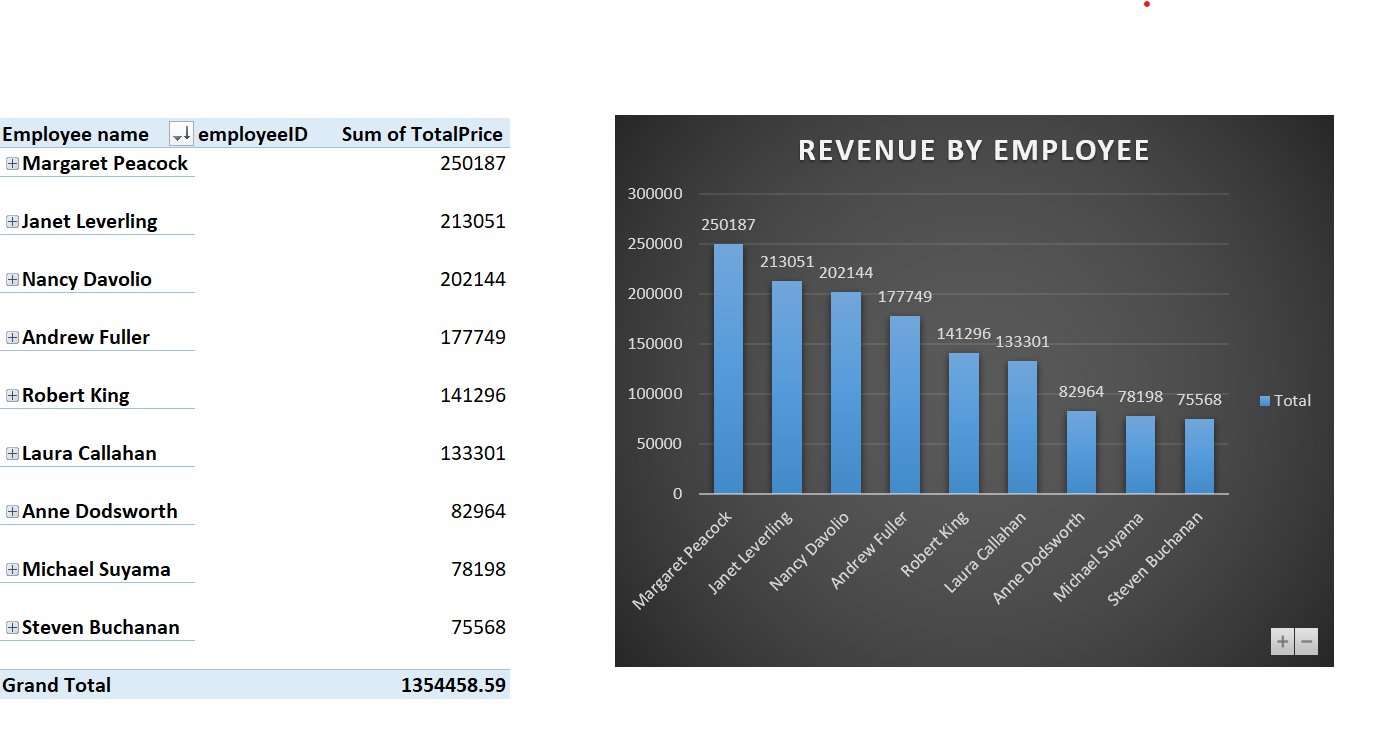 Employee name employeeID Sum of TotalPrice
Margaret Peacock 250187
Janet Leverling 213051
Nancy Davolio 202144
Andrew Fuller 177749
Robert King 141296
Laura Callahan 133301
Anne Dodsworth 82964
Michael Suyama 78198
Steven Buchanan 75568
Grand Total 1354458.59
REVENUE BY EMPLOYEE
300000
250000
200000
150000
100000
50000
0
250187
213051
202144
177749
141296
133301
82964
78198
75568
Margaret Peacock
Janet Leverling
Nancy Davolio
Andrew Fuller
Robert King
Laura Callahan
Anne Dodsworth
Michael Suyama
Steven Buchanan
Total